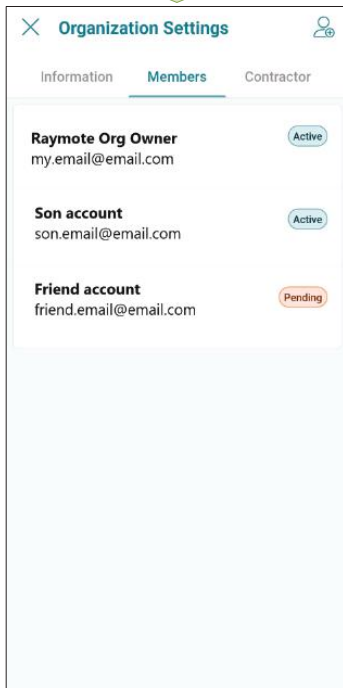 Organization Settings
Information Members Contractor
Raymote Org Owner Active
my.email@email.com
Son account Active
son.email@email.com
Friend account Pending
friend.email@email.com